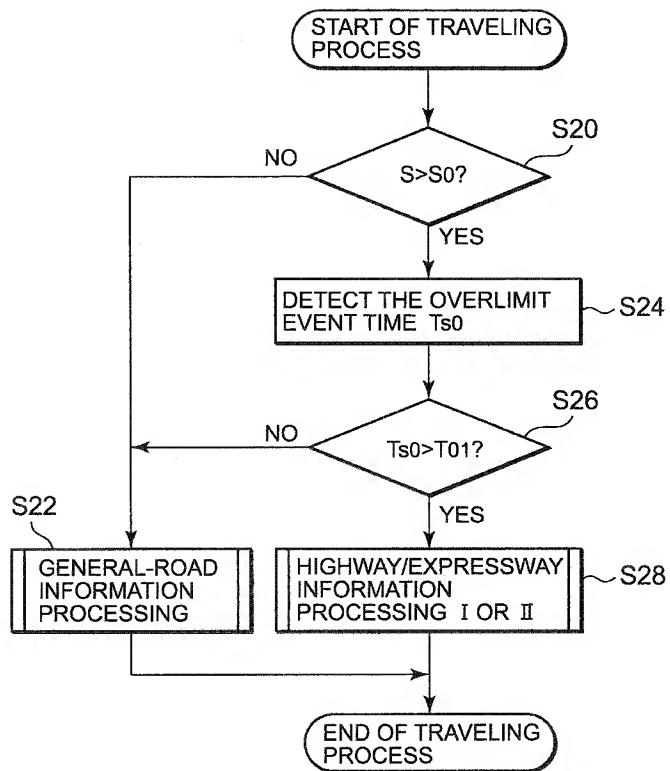 START OF TRAVELING
PROCESS
S20
NO
S>S0?
YES
DETECT THE OVERLIMIT
EVENT TIME Ts0
S24
S26
NO
Ts0>T01?
YES
S22
GENERAL-ROAD
INFORMATION
PROCESSING
HIGHWAY/EXPRESSWAY
INFORMATION
PROCESSING Ⅰ OR Ⅱ
S28
END OF TRAVELING
PROCESS